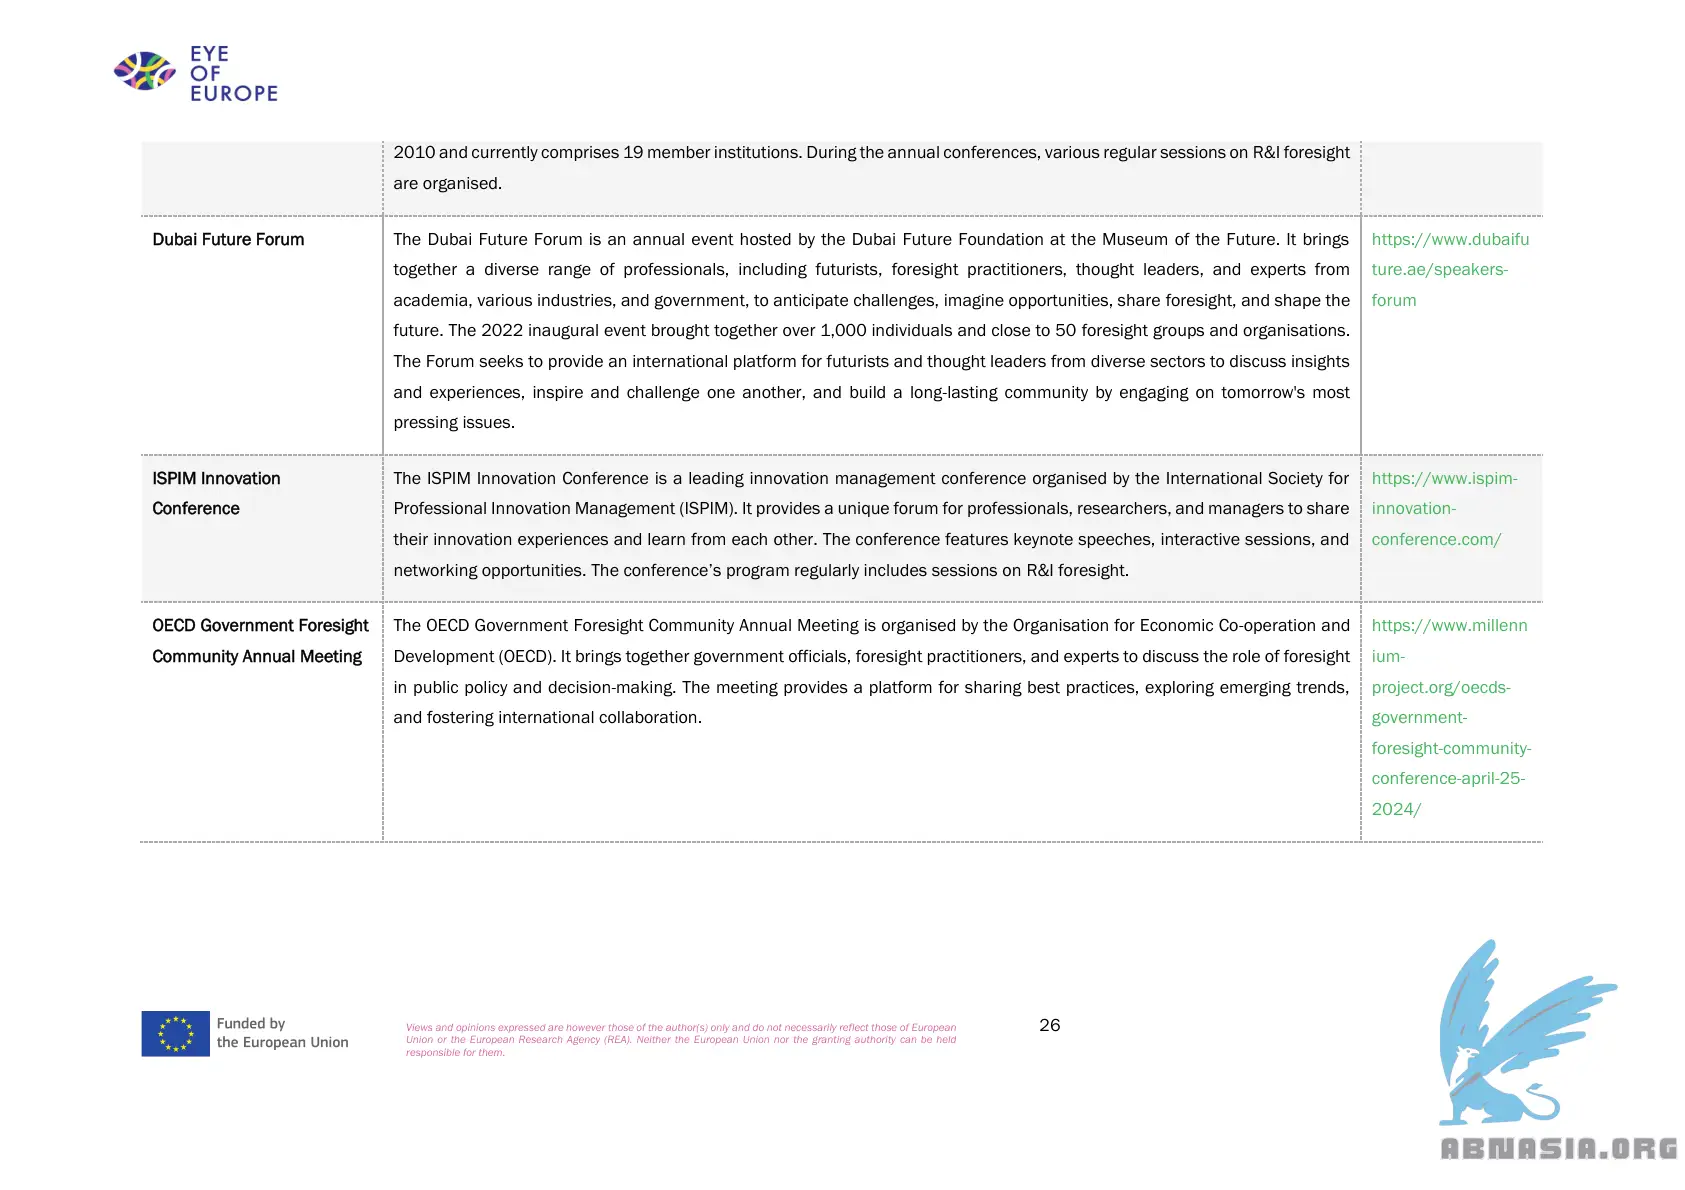 EYE
OF
EUROPE
2010 and currently comprises 19 member institutions. During the annual conferences, various regular sessions on R&I foresight
are organised.
Dubai Future Forum
The Dubai Future Forum is an annual event hosted by the Dubai Future Foundation at the Museum of the Future. It brings
together a diverse range of professionals, including futurists, foresight practitioners, thought leaders, and experts from
academia, various industries, and government, to anticipate challenges, imagine opportunities, share foresight, and shape the
future. The 2022 inaugural event brought together over 1,000 individuals and close to 50 foresight groups and organisations.
The Forum seeks to provide an international platform for futurists and thought leaders from diverse sectors to discuss insights
and experiences, inspire and challenge one another, and build a long-lasting community by engaging on tomorrow's most
pressing issues.
https://www.dubaifu
ture.ae/speakers-
forum
ISPIM Innovation
Conference
The ISPIM Innovation Conference is a leading innovation management conference organised by the International Society for
Professional Innovation Management (ISPIM). It provides a unique forum for professionals, researchers, and managers to share
their innovation experiences and learn from each other. The conference features keynote speeches, interactive sessions, and
networking opportunities. The conference’s program regularly includes sessions on R&I foresight.
https://www.ispim-
innovation-
conference.com/
OECD Government Foresight
Community Annual Meeting
The OECD Government Foresight Community Annual Meeting is organised by the Organisation for Economic Co-operation and
Development (OECD). It brings together government officials, foresight practitioners, and experts to discuss the role of foresight
in public policy and decision-making. The meeting provides a platform for sharing best practices, exploring emerging trends,
and fostering international collaboration.
https://www.millenn
ium-
project.org/oecds-
government-
foresight-community-
conference-april-25-
2024/
Funded by
the European Union
Views and opinions expressed are however those of the author(s) only and do not necessarily reflect those of European
Union or the European Research Agency (REA). Neither the European Union nor the granting authority can be held
responsible for them.
26
ABNASIA.ORG